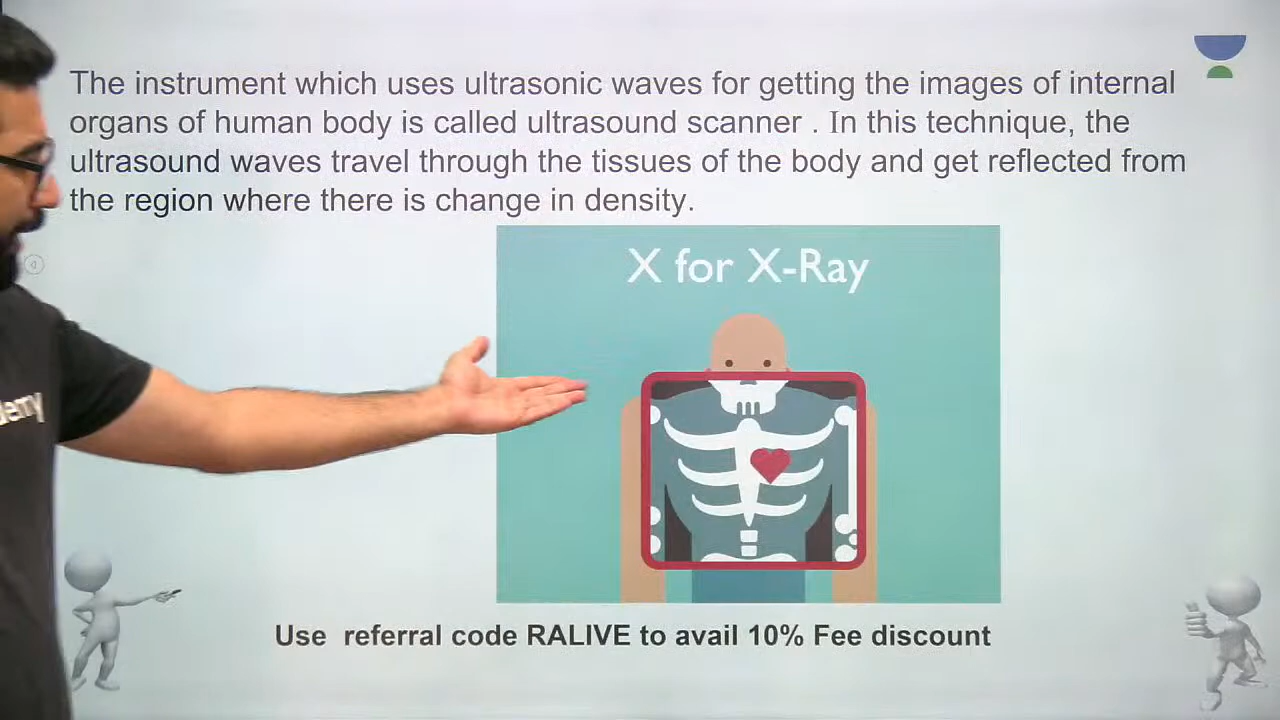 The instrument which uses ultrasonic waves for getting the images of internal
organs of human body is called ultrasound scanner . In this technique, the
ultrasound waves travel through the tissues of the body and get reflected from
the region where there is change in density.
X for X-Ray
demy
Use  referral code RALIVE to avail 10% Fee discount